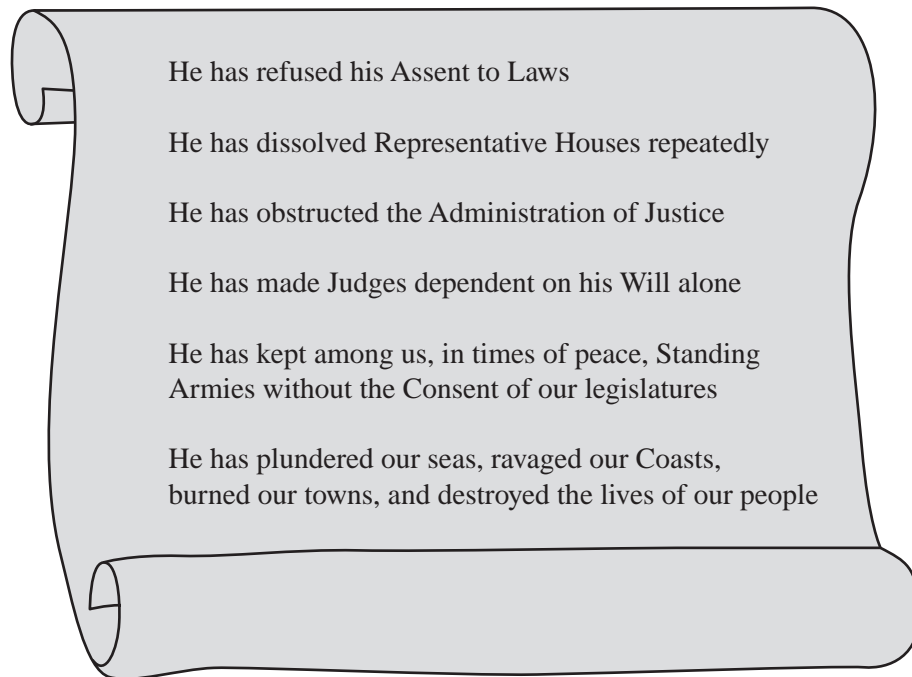 He has refused his Assent to Laws
He has dissolved Representative Houses repeatedly
He has obstructed the Administration of Justice
He has made Judges dependent on his Will alone
He has kept among us, in times of peace, Standing
Armies without the Consent of our legislatures
He has plundered our seas, ravaged our Coasts,
burned our towns, and destroyed the lives of our people